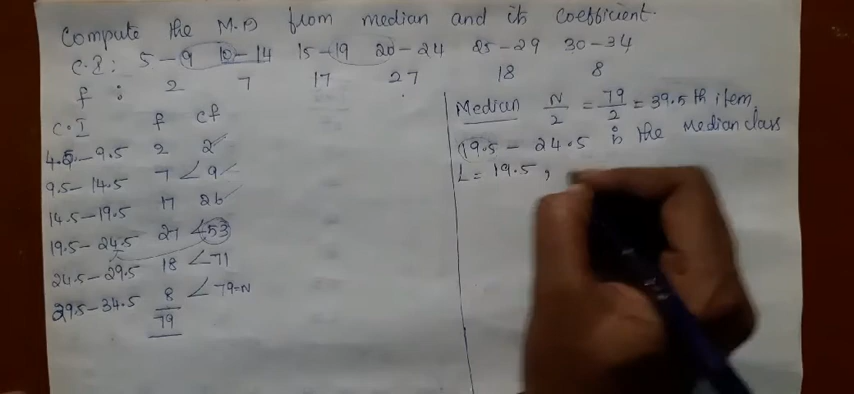 Compute the M.D from median and its coefficient.
C.I : 5 - 9 10 - 14 15 - 19 20 - 24 25 - 29 30 - 34
f : 2 7 17 27 18 8
C.I f cf
4.5 - 9.5 2 2
9.5 - 14.5 7 9
14.5 - 19.5 17 26
19.5 - 24.5 27 53
24.5 - 29.5 18 71
29.5 - 34.5 8 79=N
79
Median N/2 = 79/2 = 39.5 th item.
19.5 - 24.5 is the Median class
L = 19.5 ,